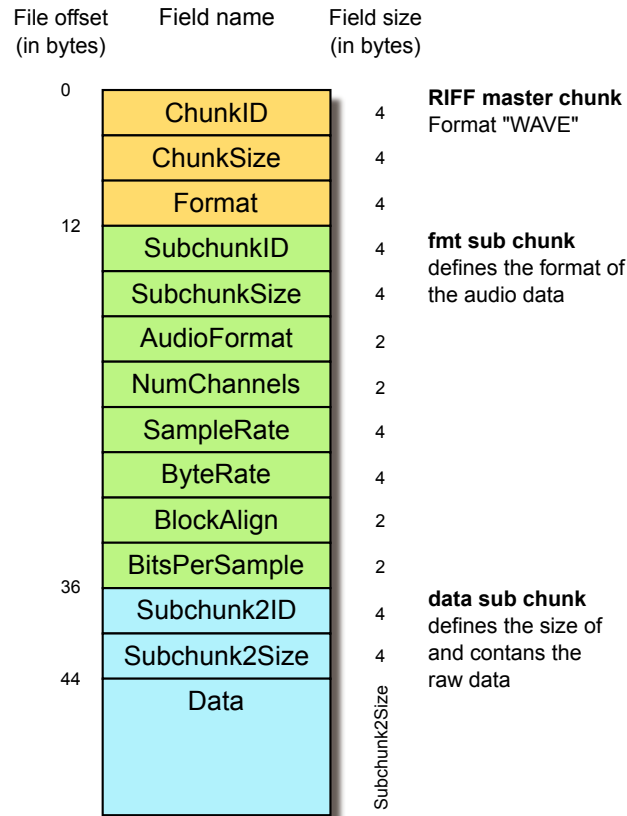 File offset
(in bytes)
Field name
Field size
(in bytes)
0
ChunkID
4
RIFF master chunk
Format "WAVE"
ChunkSize
4
Format
4
12
SubchunkID
4
fmt sub chunk
defines the format of
the audio data
SubchunkSize
4
AudioFormat
2
NumChannels
2
SampleRate
4
ByteRate
4
BlockAlign
2
BitsPerSample
2
36
Subchunk2ID
4
data sub chunk
defines the size of
and contans the
raw data
Subchunk2Size
4
44
Data
Subchunk2Size